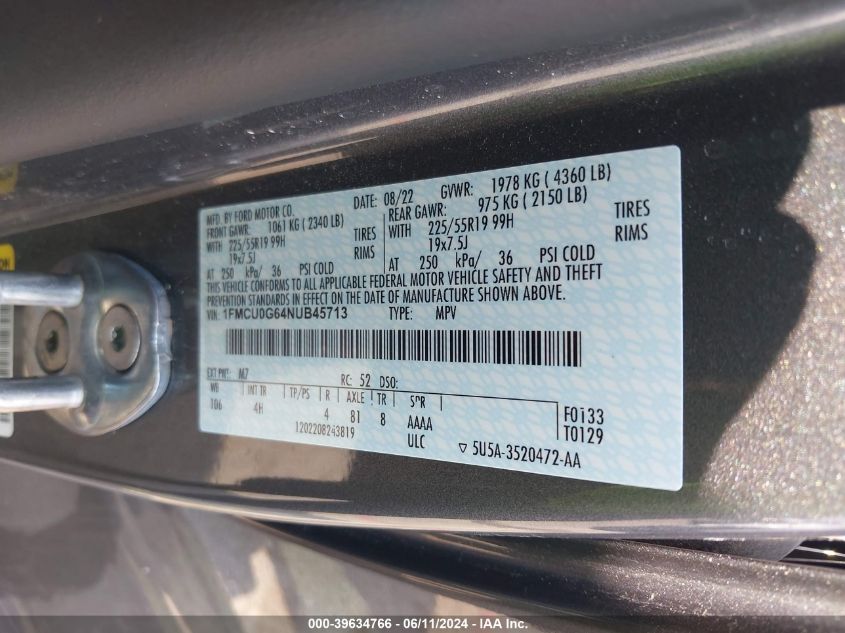 MFD. BY FORD MOTOR CO.
DATE: 08/22 GVWR: 1978 KG ( 4360 LB)
FRONT GAWR: 1061 KG ( 2340 LB)
REAR GAWR: 975 KG ( 2150 LB)
WITH 225/55R19 99H TIRES
WITH 225/55R19 99H TIRES
19x7.5J RIMS
19x7.5J RIMS
AT 250 kPa/ 36 PSI COLD
AT 250 kPa/ 36 PSI COLD
THIS VEHICLE CONFORMS TO ALL APPLICABLE FEDERAL MOTOR VEHICLE SAFETY AND THEFT
PREVENTION STANDARDS IN EFFECT ON THE DATE OF MANUFACTURE SHOWN ABOVE.
VIN: 1FMCU0G64NUB45713 TYPE: MPV
EXT PNT: M7 RC: 52 DSO:
WB INT TR TP/PS R AXLE TR SPR
106 4H 4 81 8 AAAA
1202208243819 ULC
F0133
T0129
5U5A-3520472-AA
000-39634766 - 06/11/2024 - IAA Inc.